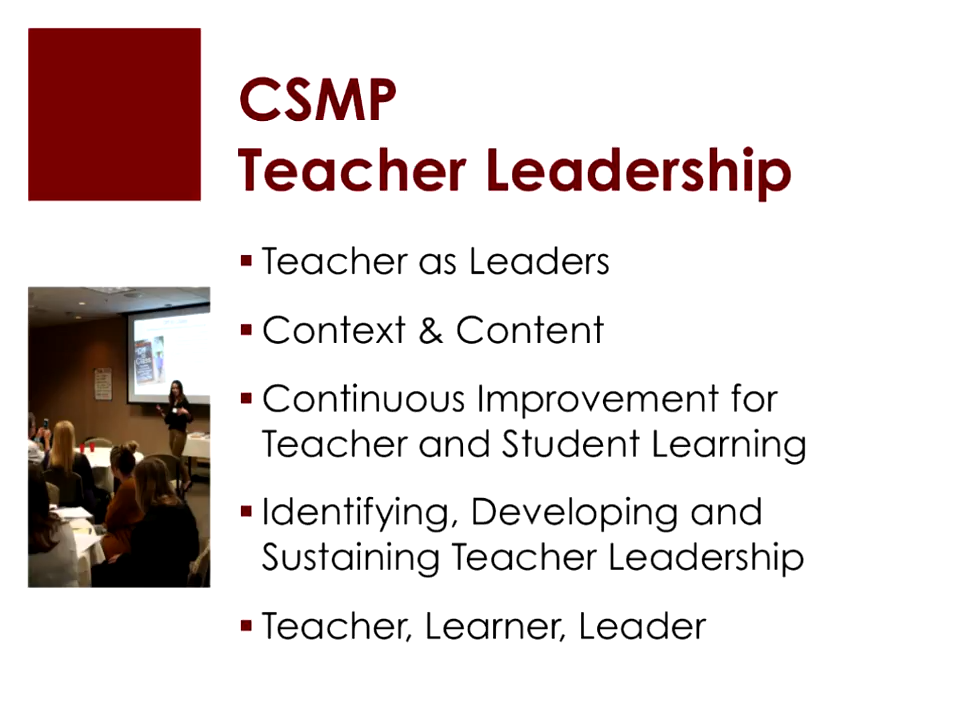 CSMP
Teacher Leadership
▪ Teacher as Leaders
▪ Context & Content
▪ Continuous Improvement for
Teacher and Student Learning
▪ Identifying, Developing and
Sustaining Teacher Leadership
▪ Teacher, Learner, Leader